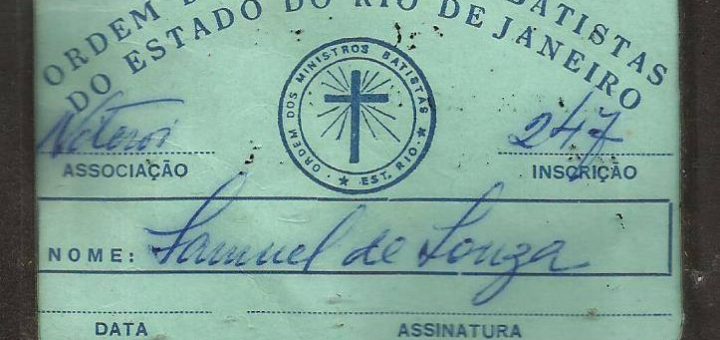 ORDEM D BATISTAS
DO ESTADO DO RIO DE JANEIRO
ORDEM DOS MINISTROS BATISTAS
★ EST. RIO. ★
Niteroi 247
ASSOCIAÇÃO INSCRIÇÃO
NOME: Samuel de Souza
DATA ASSINATURA